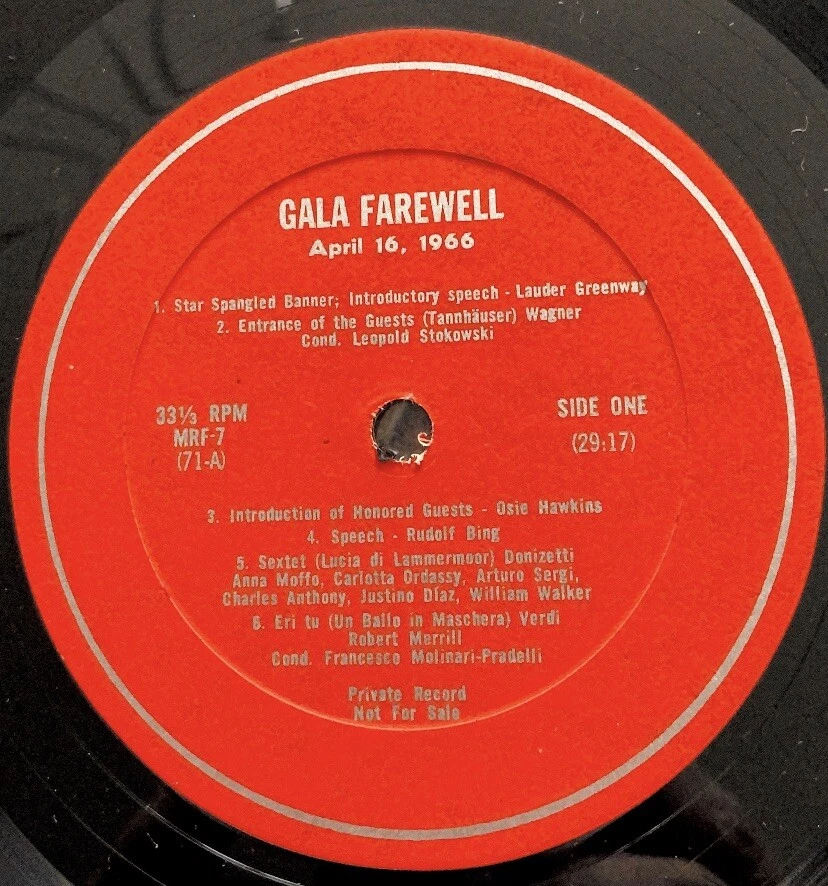 GALA FAREWELL
April 16, 1966
1. Star Spangled Banner; Introductory speech - Lauder Greenway
2. Entrance of the Guests (Tannhäuser) Wagner
Cond. Leopold Stokowski
33⅓ RPM
MRF-7
(71-A)
SIDE ONE
(29:17)
3. Introduction of Honored Guests - Osie Hawkins
4. Speech - Rudolf Bing
5. Sextet (Lucia di Lammermoor) Donizetti
Anna Moffo, Carlotta Ordassy, Arturo Sergi,
Charles Anthony, Justino Díaz, William Walker
6. Eri tu (Un Ballo in Maschera) Verdi
Robert Merrill
Cond. Francesco Molinari-Pradelli
Private Record
Not For Sale